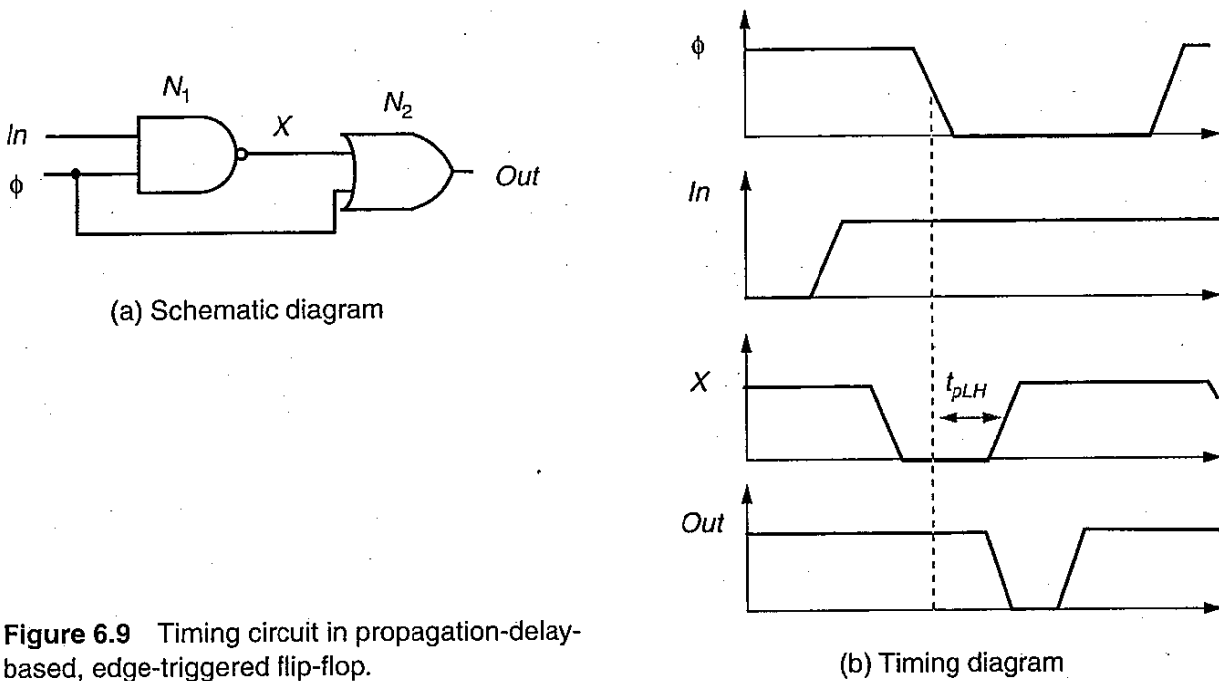 N1
N2
In
X
ϕ
Out
(a) Schematic diagram
Figure 6.9 Timing circuit in propagation-delay-
based, edge-triggered flip-flop.
ϕ
In
X
tpLH
Out
(b) Timing diagram